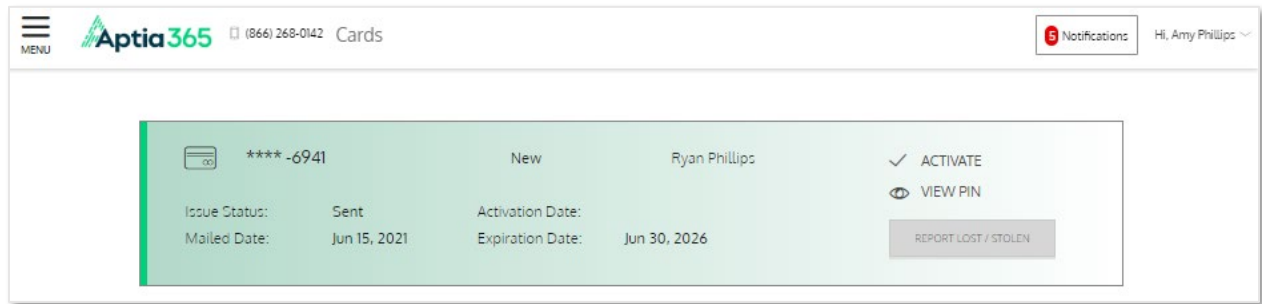 MENU
Aptia365 (866) 268-0142 Cards
5 Notifications
Hi, Amy Phillips
**** -6941 New Ryan Phillips
ACTIVATE
VIEW PIN
Issue Status: Sent Activation Date:
Mailed Date: Jun 15, 2021 Expiration Date: Jun 30, 2026
REPORT LOST / STOLEN